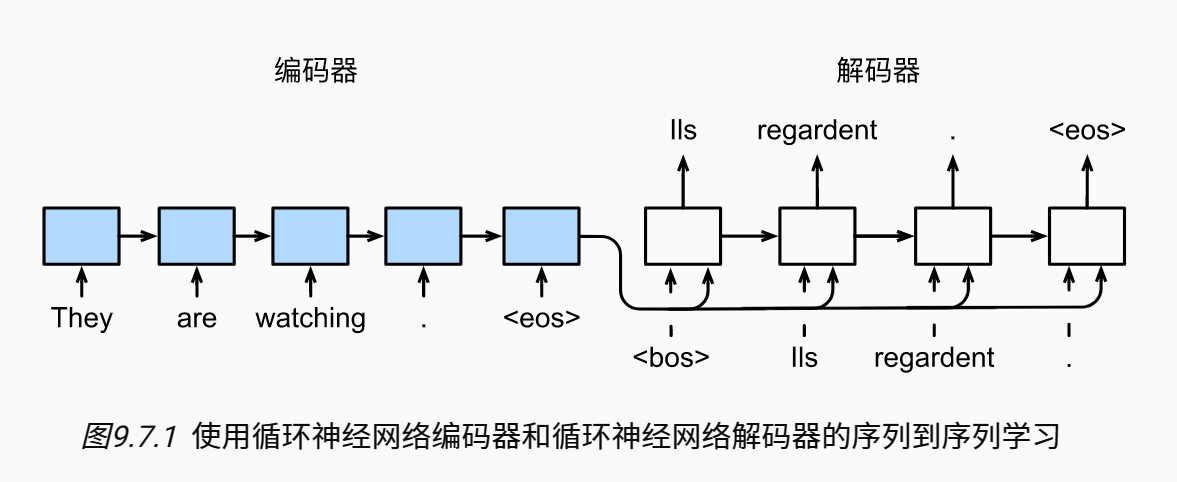 编码器 解码器
Ils regardent . <eos>
They are watching . <eos>
<bos> Ils regardent .
图9.7.1 使用循环神经网络编码器和循环神经网络解码器的序列到序列学习